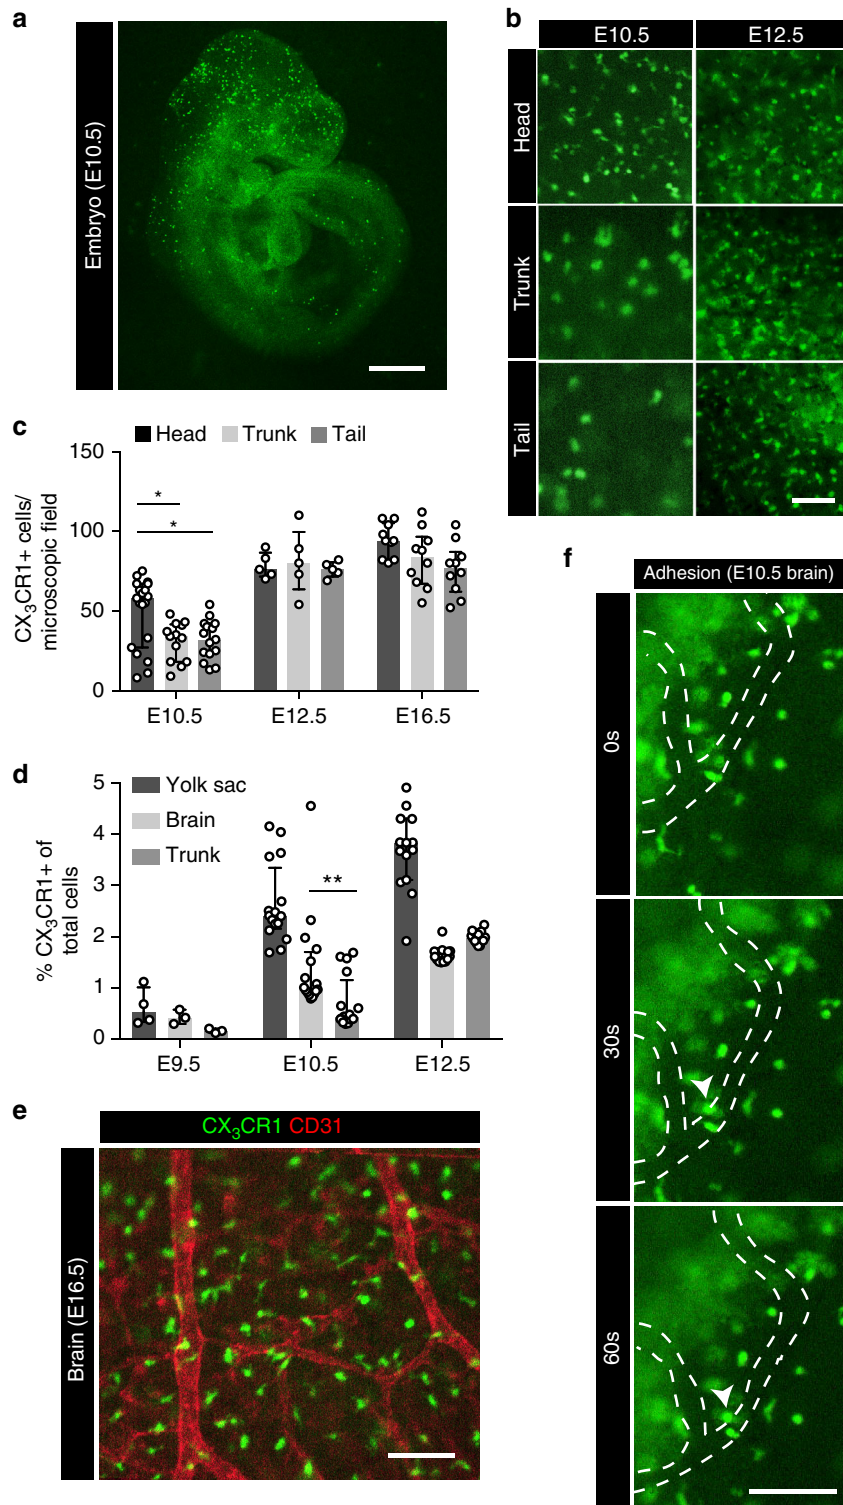 a
Embryo (E10.5)
b
E10.5 E12.5
Head
Trunk
Tail
c
Head Trunk Tail
CX3CR1+ cells/
microscopic field
150
100
50
0
*
*
E10.5 E12.5 E16.5
d
Yolk sac
Brain
Trunk
% CX3CR1+ of
total cells
5
4
3
2
1
0
**
E9.5 E10.5 E12.5
e
CX3CR1 CD31
Brain (E16.5)
f
Adhesion (E10.5 brain)
0s
30s
60s